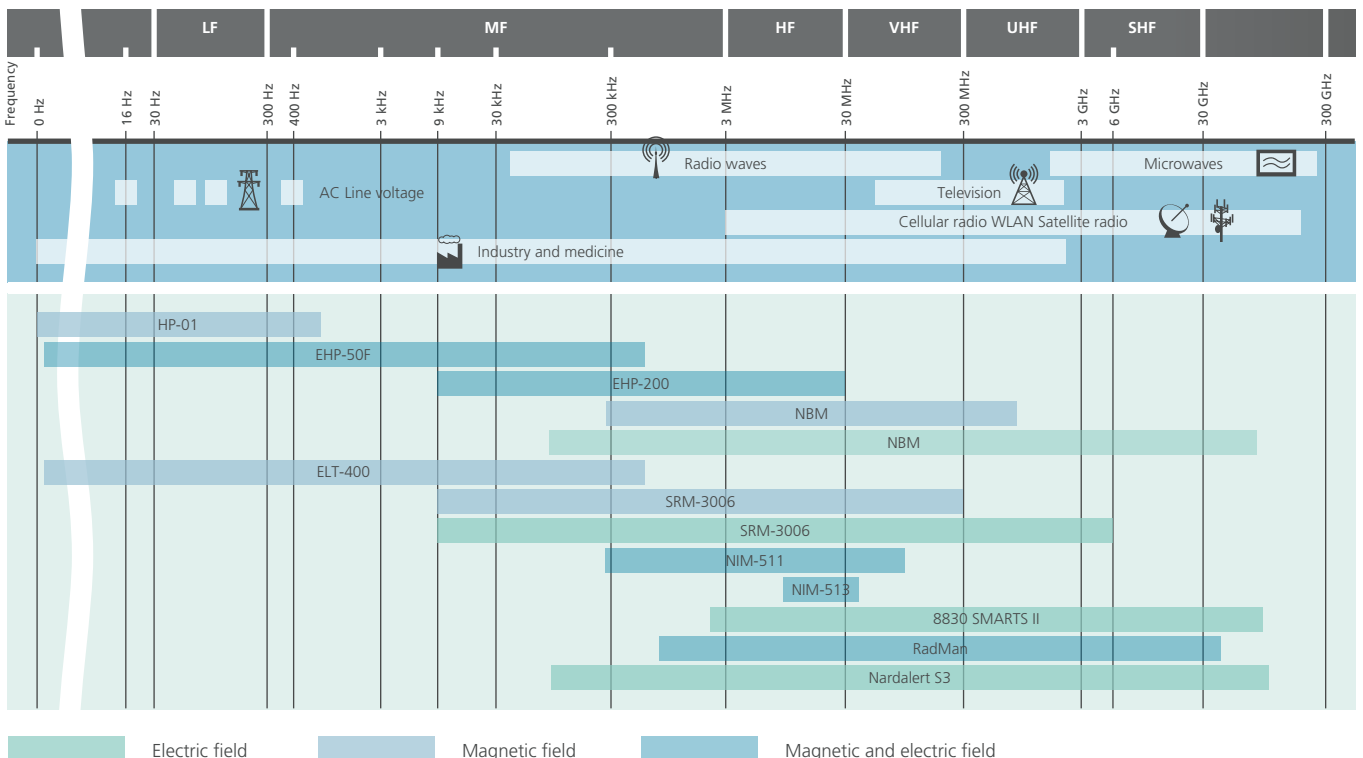 LF MF HF VHF UHF SHF
Frequency
0 Hz 16 Hz 30 Hz 300 Hz 400 Hz 3 kHz 9 kHz 30 kHz 300 kHz 3 MHz 30 MHz 300 MHz 3 GHz 6 GHz 30 GHz 300 GHz
Radio waves Microwaves
AC Line voltage Television
Cellular radio WLAN Satellite radio
Industry and medicine
HP-01
EHP-50F
EHP-200
NBM
NBM
ELT-400
SRM-3006
SRM-3006
NIM-511
NIM-513
8830 SMARTS II
RadMan
Nardalert S3
Electric field Magnetic field Magnetic and electric field